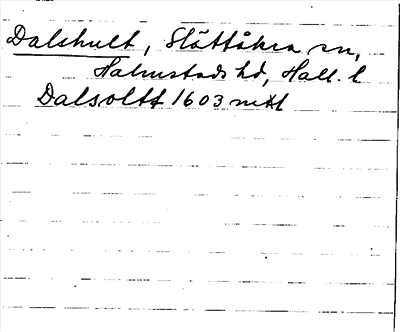 Dalshult, Slättåkra sn,
Halmstads hd, Hall. l
Dalsoltt 1603 mtl